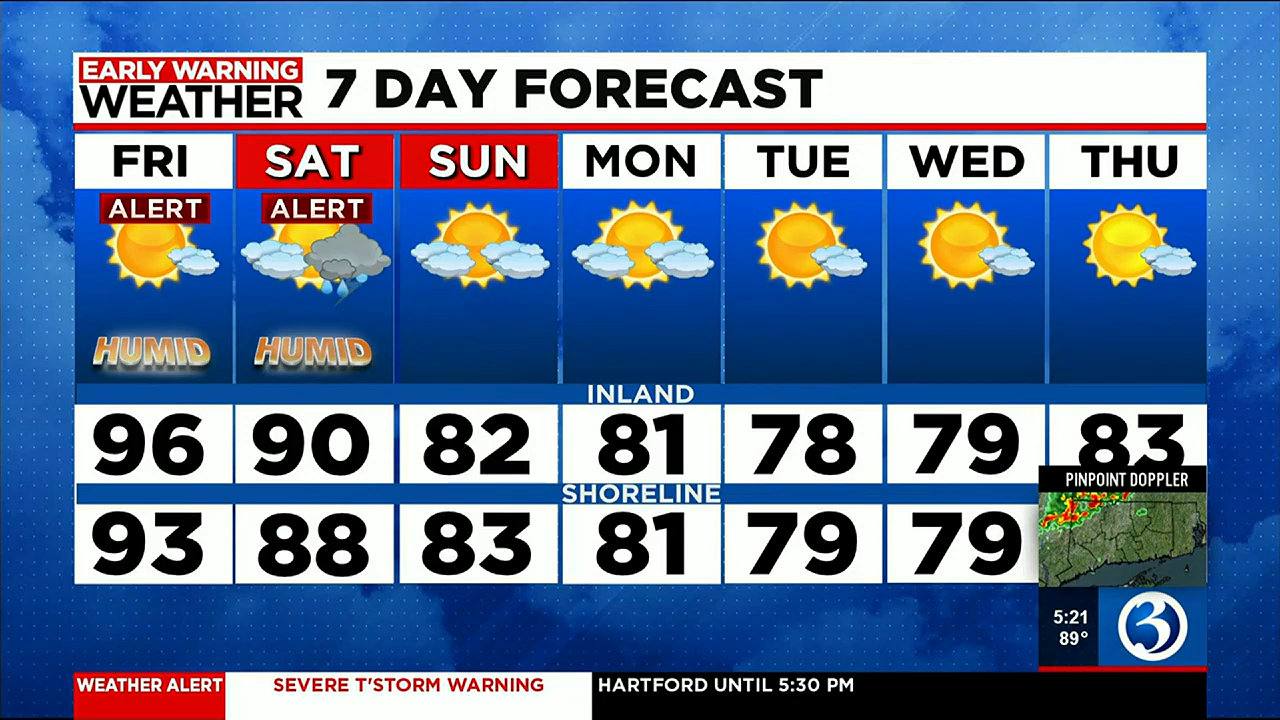 EARLY WARNING
WEATHER
7 DAY FORECAST
FRI SAT SUN MON TUE WED THU
ALERT ALERT
HUMID HUMID
INLAND
96 90 82 81 78 79 83
SHORELINE
93 88 83 81 79 79
PINPOINT DOPPLER
5:21
89°
3
WEATHER ALERT SEVERE T'STORM WARNING HARTFORD UNTIL 5:30 PM